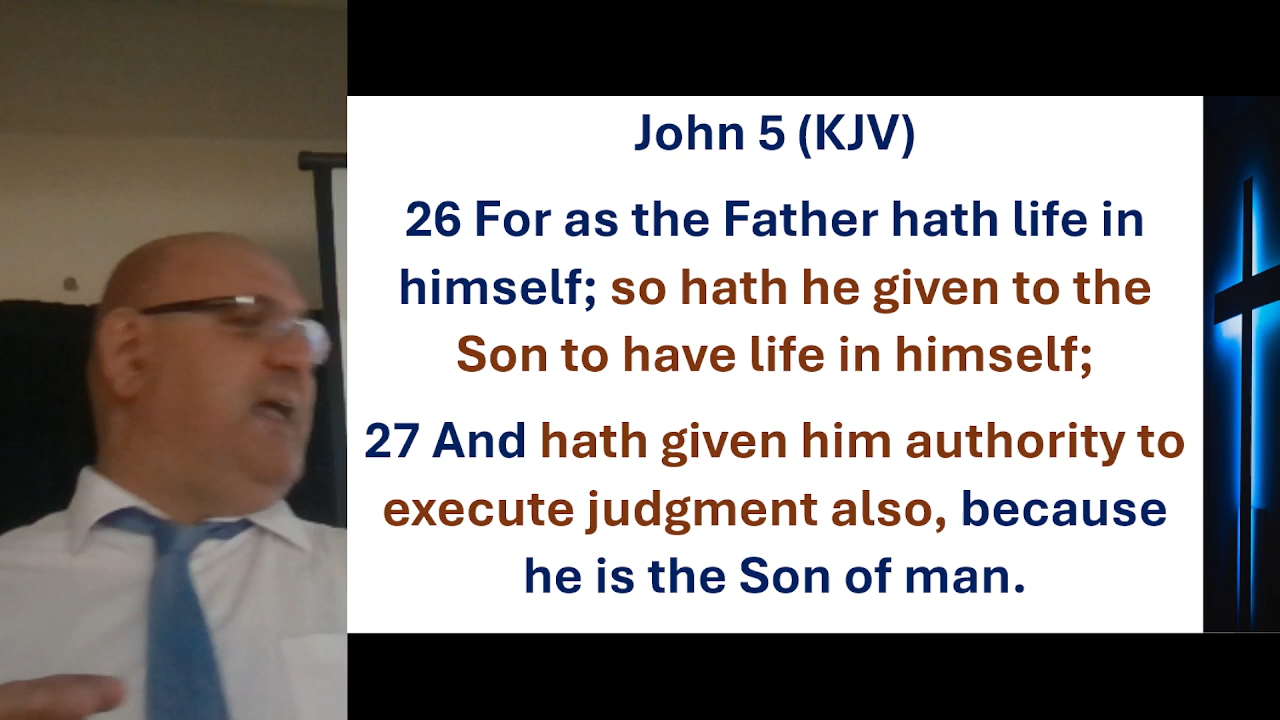 John 5 (KJV)
26 For as the Father hath life in
himself; so hath he given to the
Son to have life in himself;
27 And hath given him authority to
execute judgment also, because
he is the Son of man.